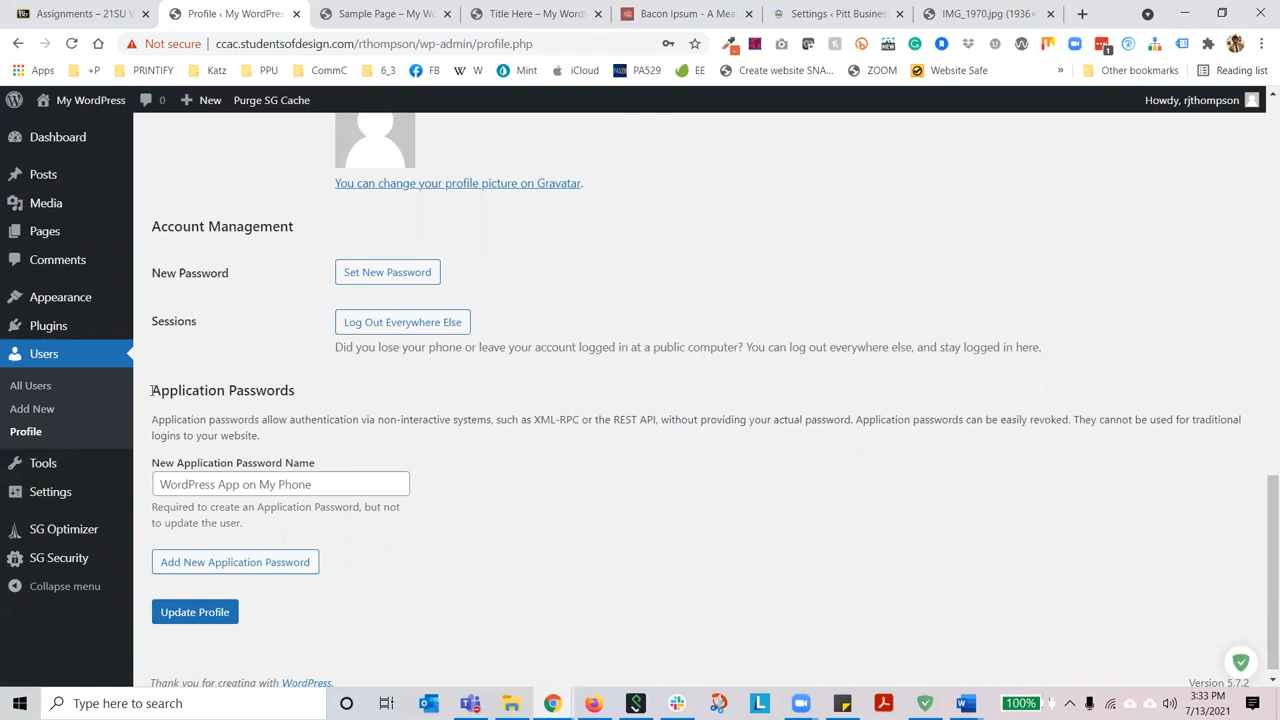 Assignments – 21SU W
Profile ‹ My WordPress
Sample Page – My Wo
Title Here – My WordP
Bacon Ipsum - A Mea
Settings ‹ Pitt Business
IMG_1970.jpg (1936×
Not secure
ccac.studentsofdesign.com/rthompson/wp-admin/profile.php
Apps
+P
PRINTIFY
Katz
PPU
CommC
6_3
FB
W
Mint
iCloud
PA529
EE
Create website SNA...
ZOOM
Website Safe
»
Other bookmarks
Reading list
My WordPress
0
New
Purge SG Cache
Howdy, rjthompson
Dashboard
Posts
Media
Pages
Comments
Appearance
Plugins
Users
All Users
Add New
Profile
Tools
Settings
SG Optimizer
SG Security
Collapse menu
You can change your profile picture on Gravatar.
Account Management
New Password
Set New Password
Sessions
Log Out Everywhere Else
Did you lose your phone or leave your account logged in at a public computer? You can log out everywhere else, and stay logged in here.
Application Passwords
Application passwords allow authentication via non-interactive systems, such as XML-RPC or the REST API, without providing your actual password. Application passwords can be easily revoked. They cannot be used for traditional
logins to your website.
New Application Password Name
WordPress App on My Phone
Required to create an Application Password, but not
to update the user.
Add New Application Password
Update Profile
Thank you for creating with WordPress.
Version 5.7.2
Type here to search
100%
3:33 PM
7/13/2021